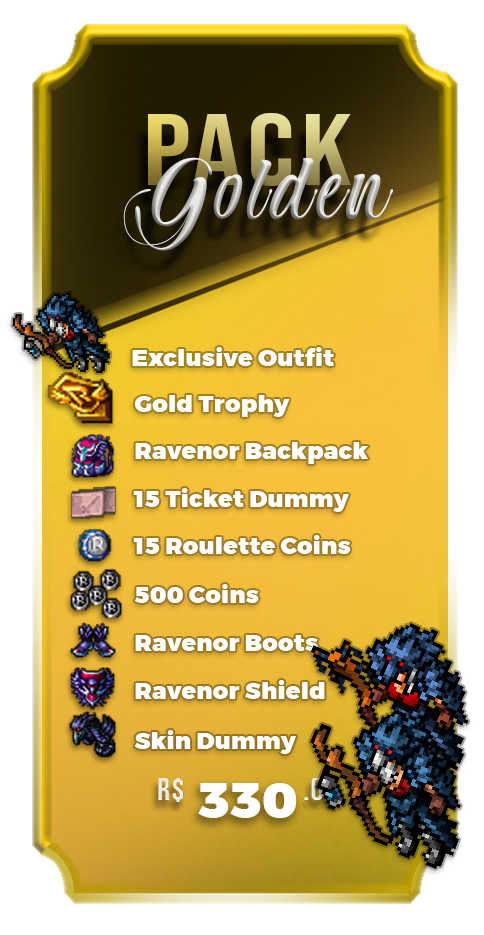 PACK
Golden
Exclusive Outfit
Gold Trophy
Ravenor Backpack
15 Ticket Dummy
15 Roulette Coins
500 Coins
Ravenor Boots
Ravenor Shield
Skin Dummy
R$ 330